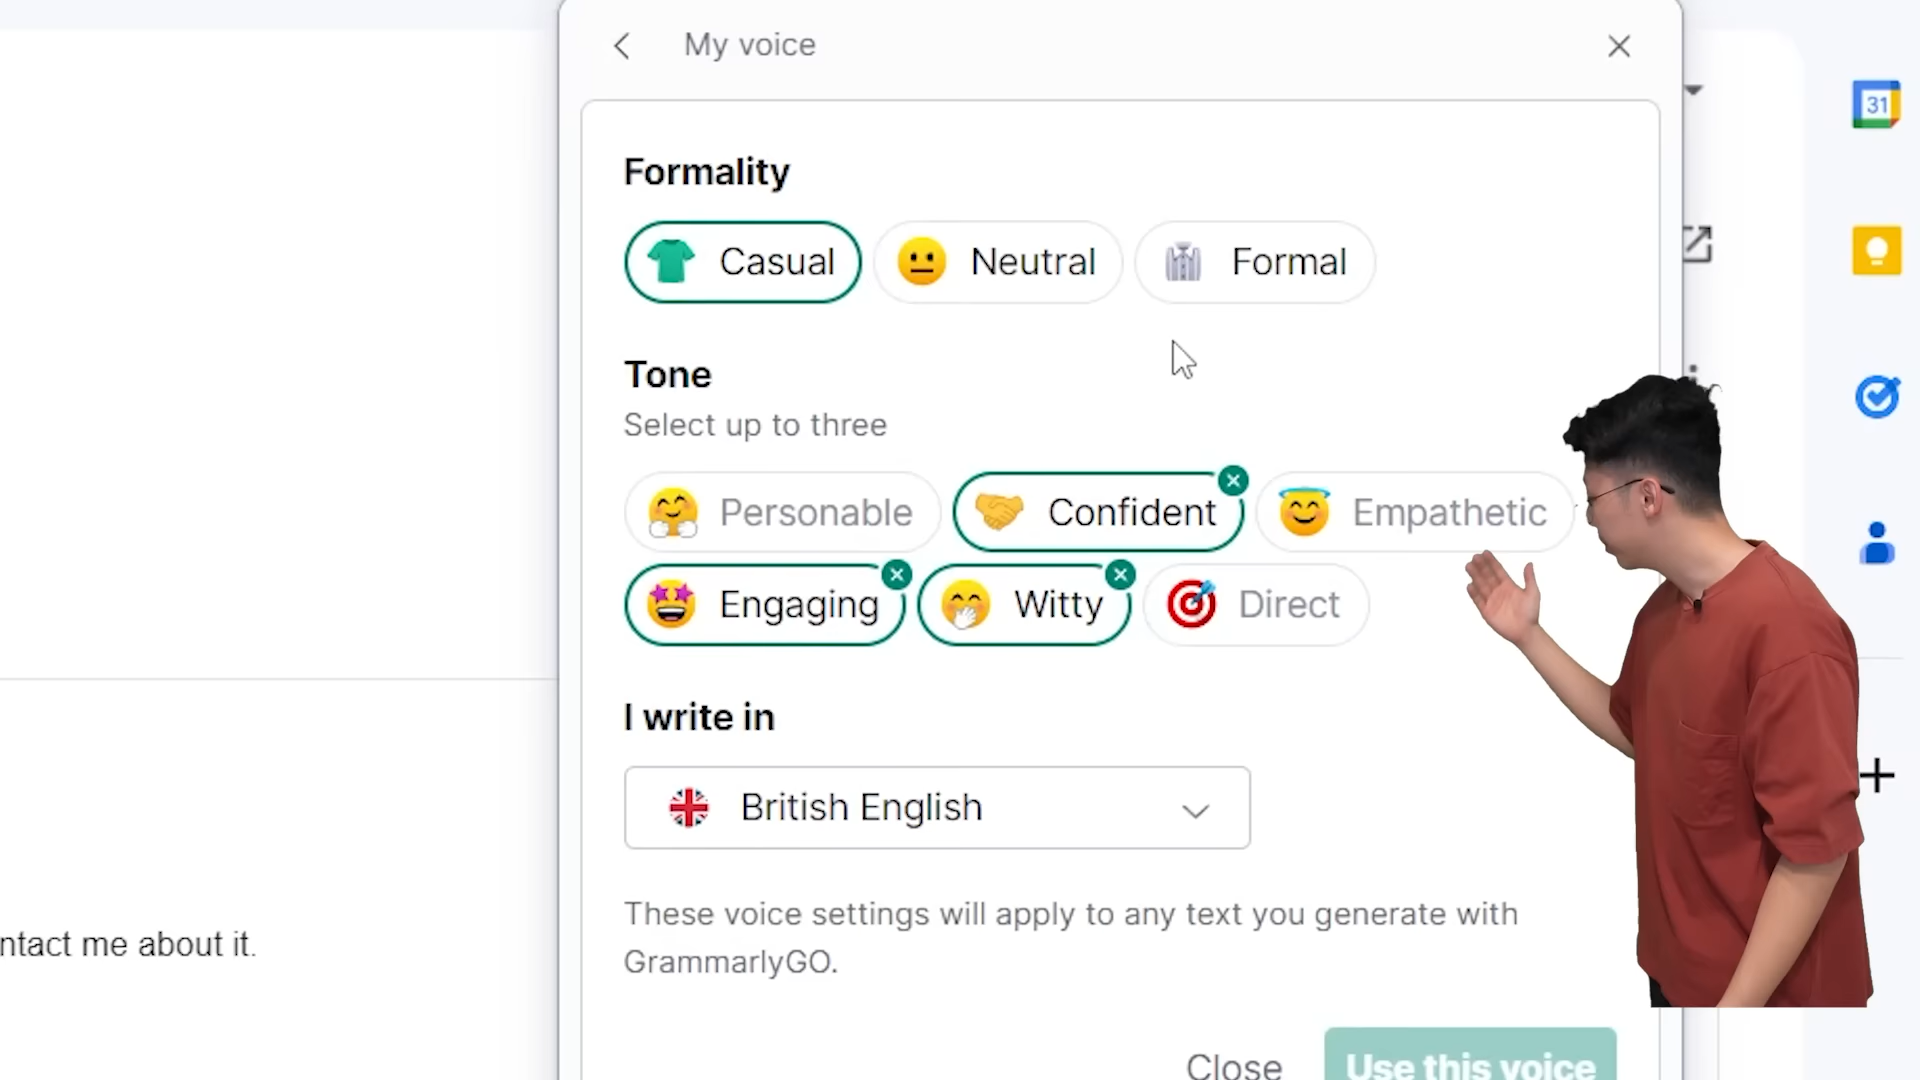 My voice
31
Formality
Casual Neutral Formal
Tone
Select up to three
Personable Confident Empathetic
Engaging Witty Direct
I write in
British English
These voice settings will apply to any text you generate with
GrammarlyGO.
ntact me about it.
Close Use this voice